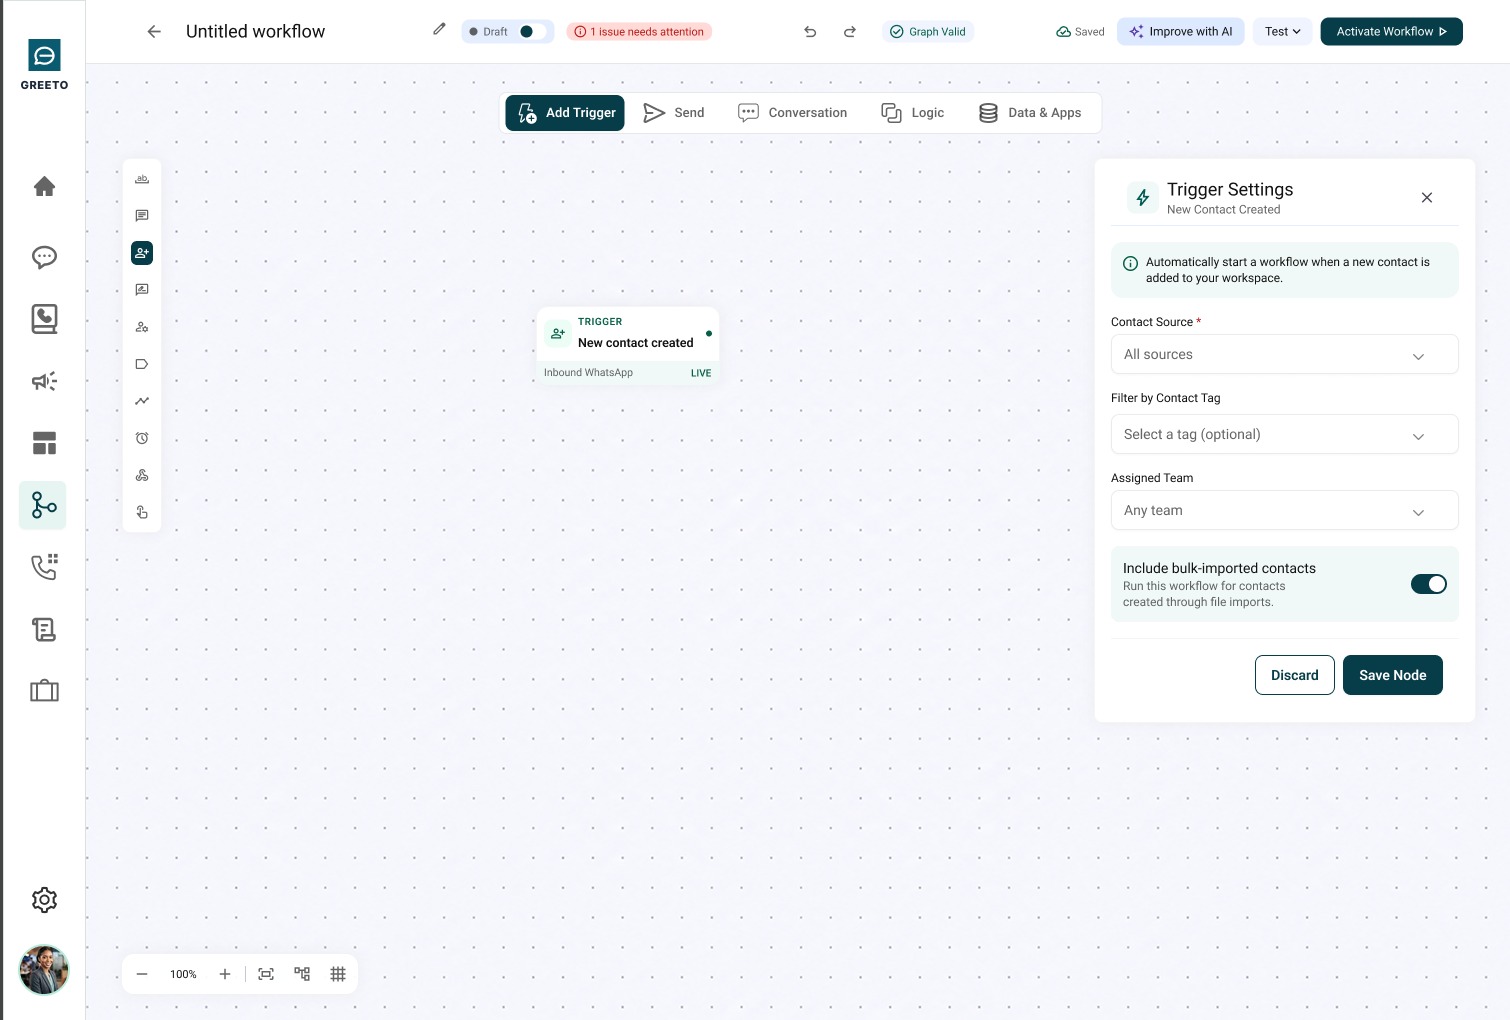 GREETO
Untitled workflow
Draft
1 issue needs attention
Graph Valid
Saved
Improve with AI
Test
Activate Workflow
Add Trigger
Send
Conversation
Logic
Data & Apps
ab
TRIGGER
New contact created
Inbound WhatsApp
LIVE
Trigger Settings
New Contact Created
Automatically start a workflow when a new contact is
added to your workspace.
Contact Source *
All sources
Filter by Contact Tag
Select a tag (optional)
Assigned Team
Any team
Include bulk-imported contacts
Run this workflow for contacts
created through file imports.
Discard
Save Node
100%